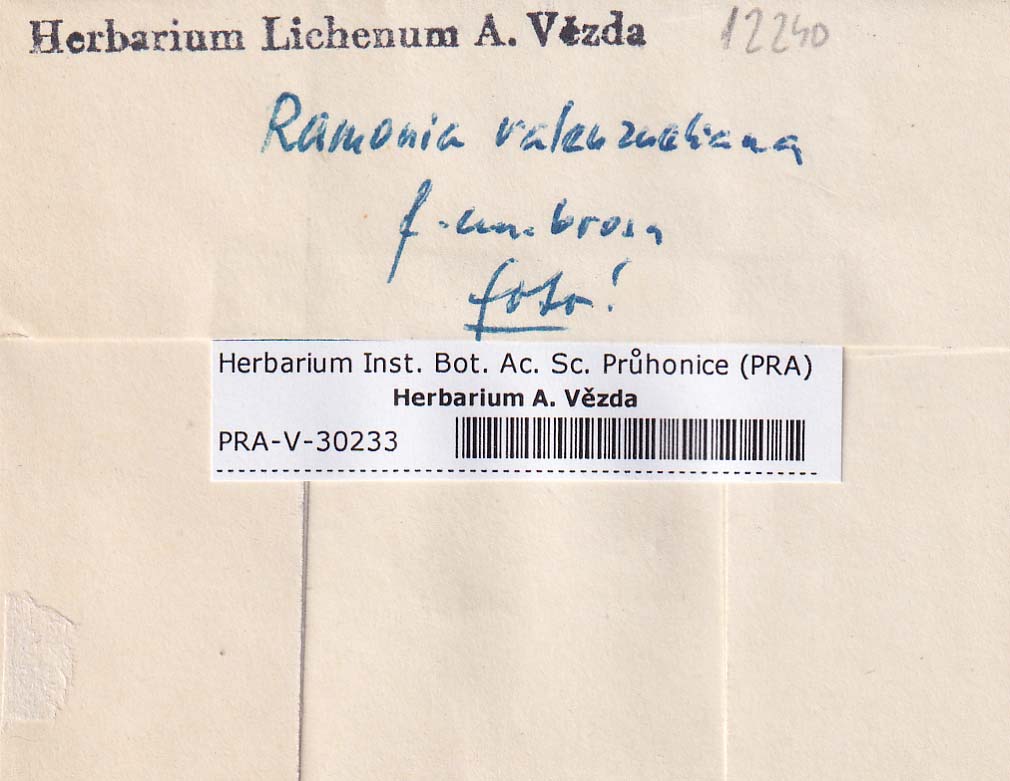 Herbarium Lichenum A. Vězda 12240
Ramonia valenzueliana
f. umbrosa
foto!
Herbarium Inst. Bot. Ac. Sc. Průhonice (PRA)
Herbarium A. Vězda
PRA-V-30233